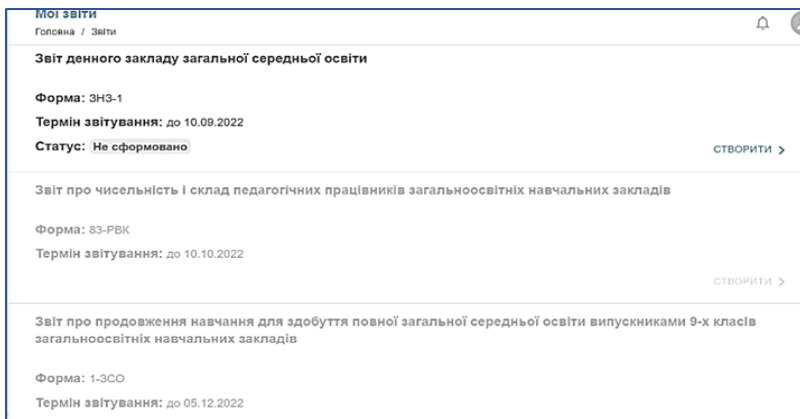 Мої звіти
Головна / Звіти
Звіт денного закладу загальної середньої освіти
Форма: ЗНЗ-1
Термін звітування: до 10.09.2022
Статус: Не сформовано
СТВОРИТИ >
Звіт про чисельність і склад педагогічних працівників загальноосвітніх навчальних закладів
Форма: 83-РВК
Термін звітування: до 10.10.2022
СТВОРИТИ >
Звіт про продовження навчання для здобуття повної загальної середньої освіти випускниками 9-х класів
загальноосвітніх навчальних закладів
Форма: 1-ЗСО
Термін звітування: до 05.12.2022